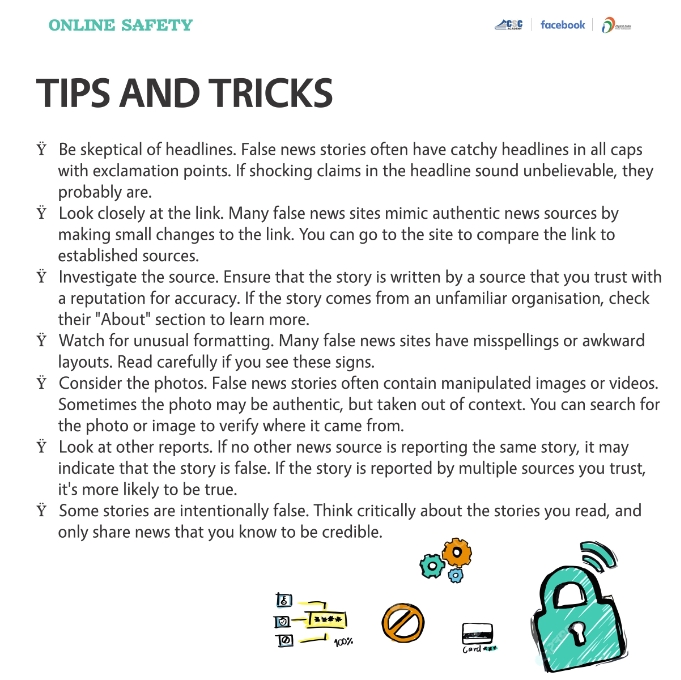 ONLINE SAFETY
CSC ACADEMY facebook
TIPS AND TRICKS
Ÿ Be skeptical of headlines. False news stories often have catchy headlines in all caps
with exclamation points. If shocking claims in the headline sound unbelievable, they
probably are.
Ÿ Look closely at the link. Many false news sites mimic authentic news sources by
making small changes to the link. You can go to the site to compare the link to
established sources.
Ÿ Investigate the source. Ensure that the story is written by a source that you trust with
a reputation for accuracy. If the story comes from an unfamiliar organisation, check
their "About" section to learn more.
Ÿ Watch for unusual formatting. Many false news sites have misspellings or awkward
layouts. Read carefully if you see these signs.
Ÿ Consider the photos. False news stories often contain manipulated images or videos.
Sometimes the photo may be authentic, but taken out of context. You can search for
the photo or image to verify where it came from.
Ÿ Look at other reports. If no other news source is reporting the same story, it may
indicate that the story is false. If the story is reported by multiple sources you trust,
it's more likely to be true.
Ÿ Some stories are intentionally false. Think critically about the stories you read, and
only share news that you know to be credible.
****
100%
Card